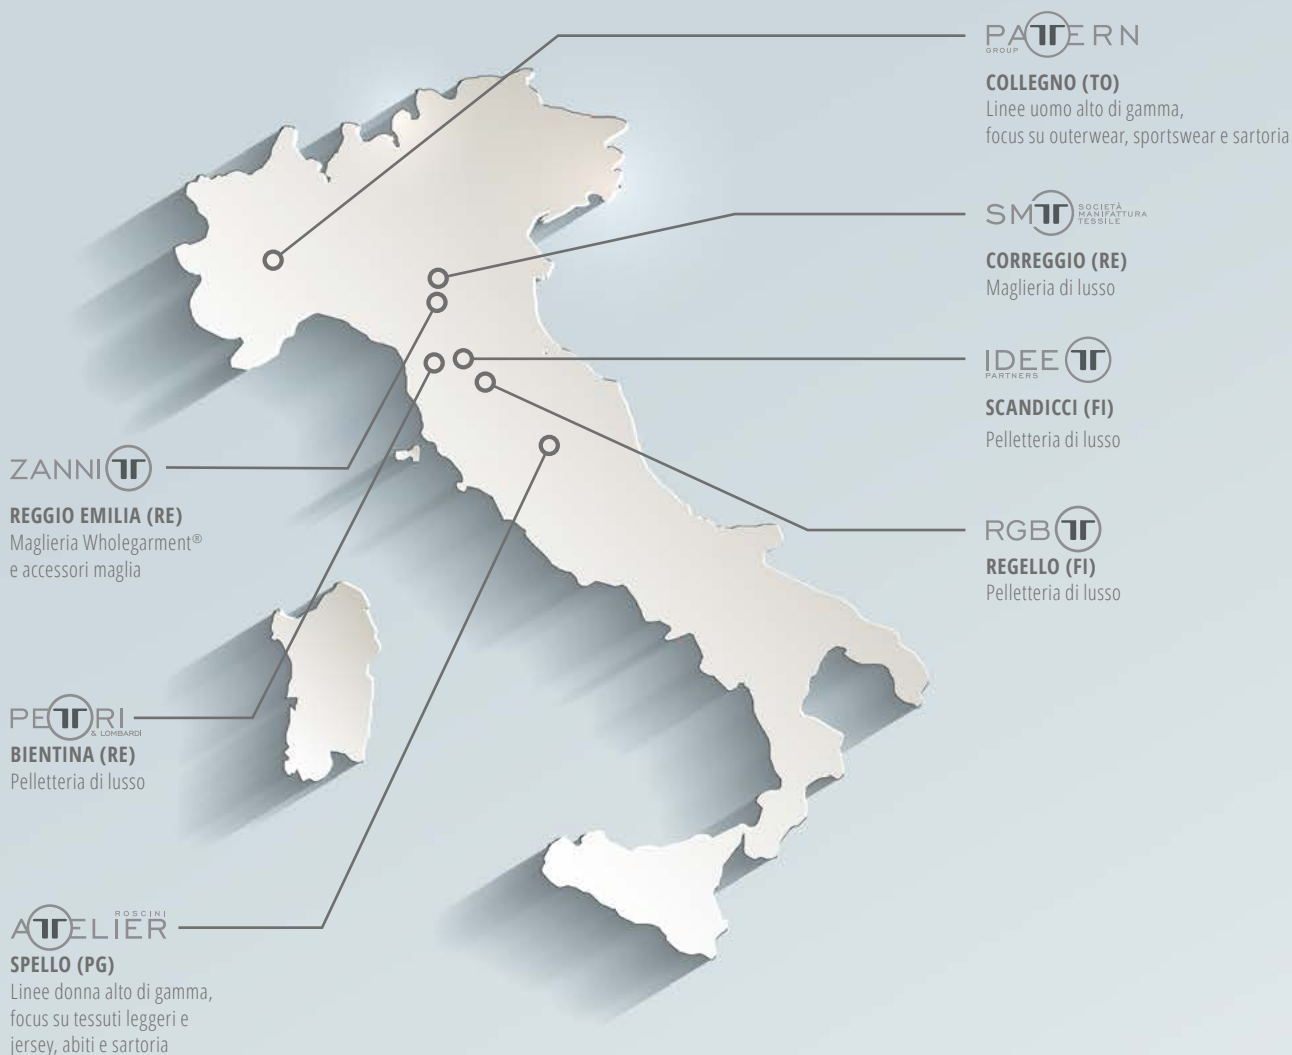 PATTERN
GROUP
COLLEGNO (TO)
Linee uomo alto di gamma,
focus su outerwear, sportswear e sartoria
SMT SOCIETÀ
MANIFATTURA
TESSILE
CORREGGIO (RE)
Maglieria di lusso
IDEE
PARTNERS
SCANDICCI (FI)
Pelletteria di lusso
RGB
REGELLO (FI)
Pelletteria di lusso
ZANNI
REGGIO EMILIA (RE)
Maglieria Wholegarment®
e accessori maglia
PETTRI
& LOMBARDI
BIENTINA (RE)
Pelletteria di lusso
ROSCINI
ATTELIER
SPELLO (PG)
Linee donna alto di gamma,
focus su tessuti leggeri e
jersey, abiti e sartoria